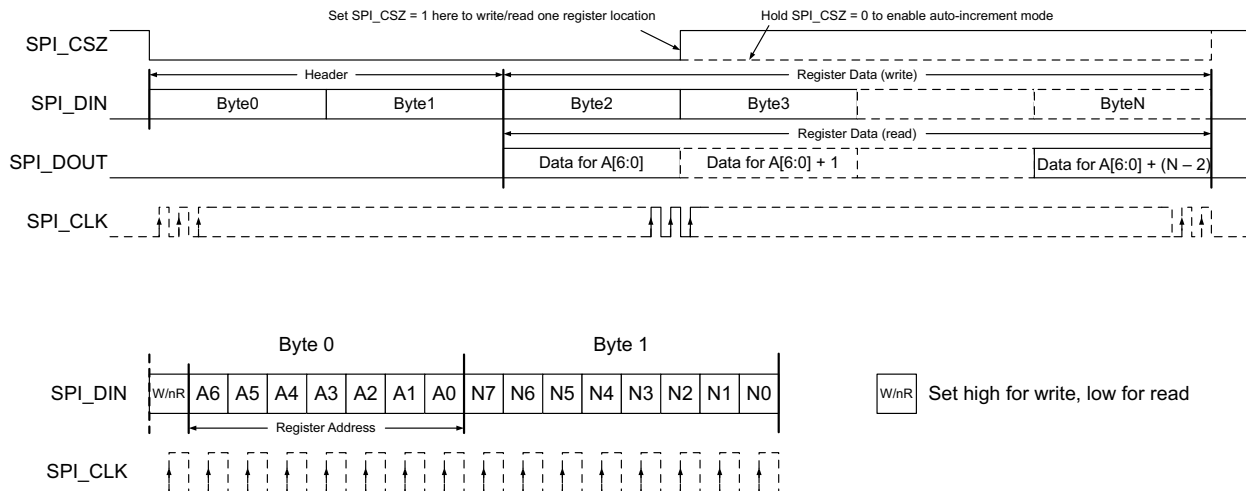 Set SPI_CSZ = 1 here to write/read one register location
Hold SPI_CSZ = 0 to enable auto-increment mode
SPI_CSZ
Header
Register Data (write)
SPI_DIN
Byte0
Byte1
Byte2
Byte3
ByteN
Register Data (read)
SPI_DOUT
Data for A[6:0]
Data for A[6:0] + 1
Data for A[6:0] + (N – 2)
SPI_CLK
Byte 0
Byte 1
SPI_DIN
W/nR
A6
A5
A4
A3
A2
A1
A0
N7
N6
N5
N4
N3
N2
N1
N0
W/nR
Set high for write, low for read
Register Address
SPI_CLK